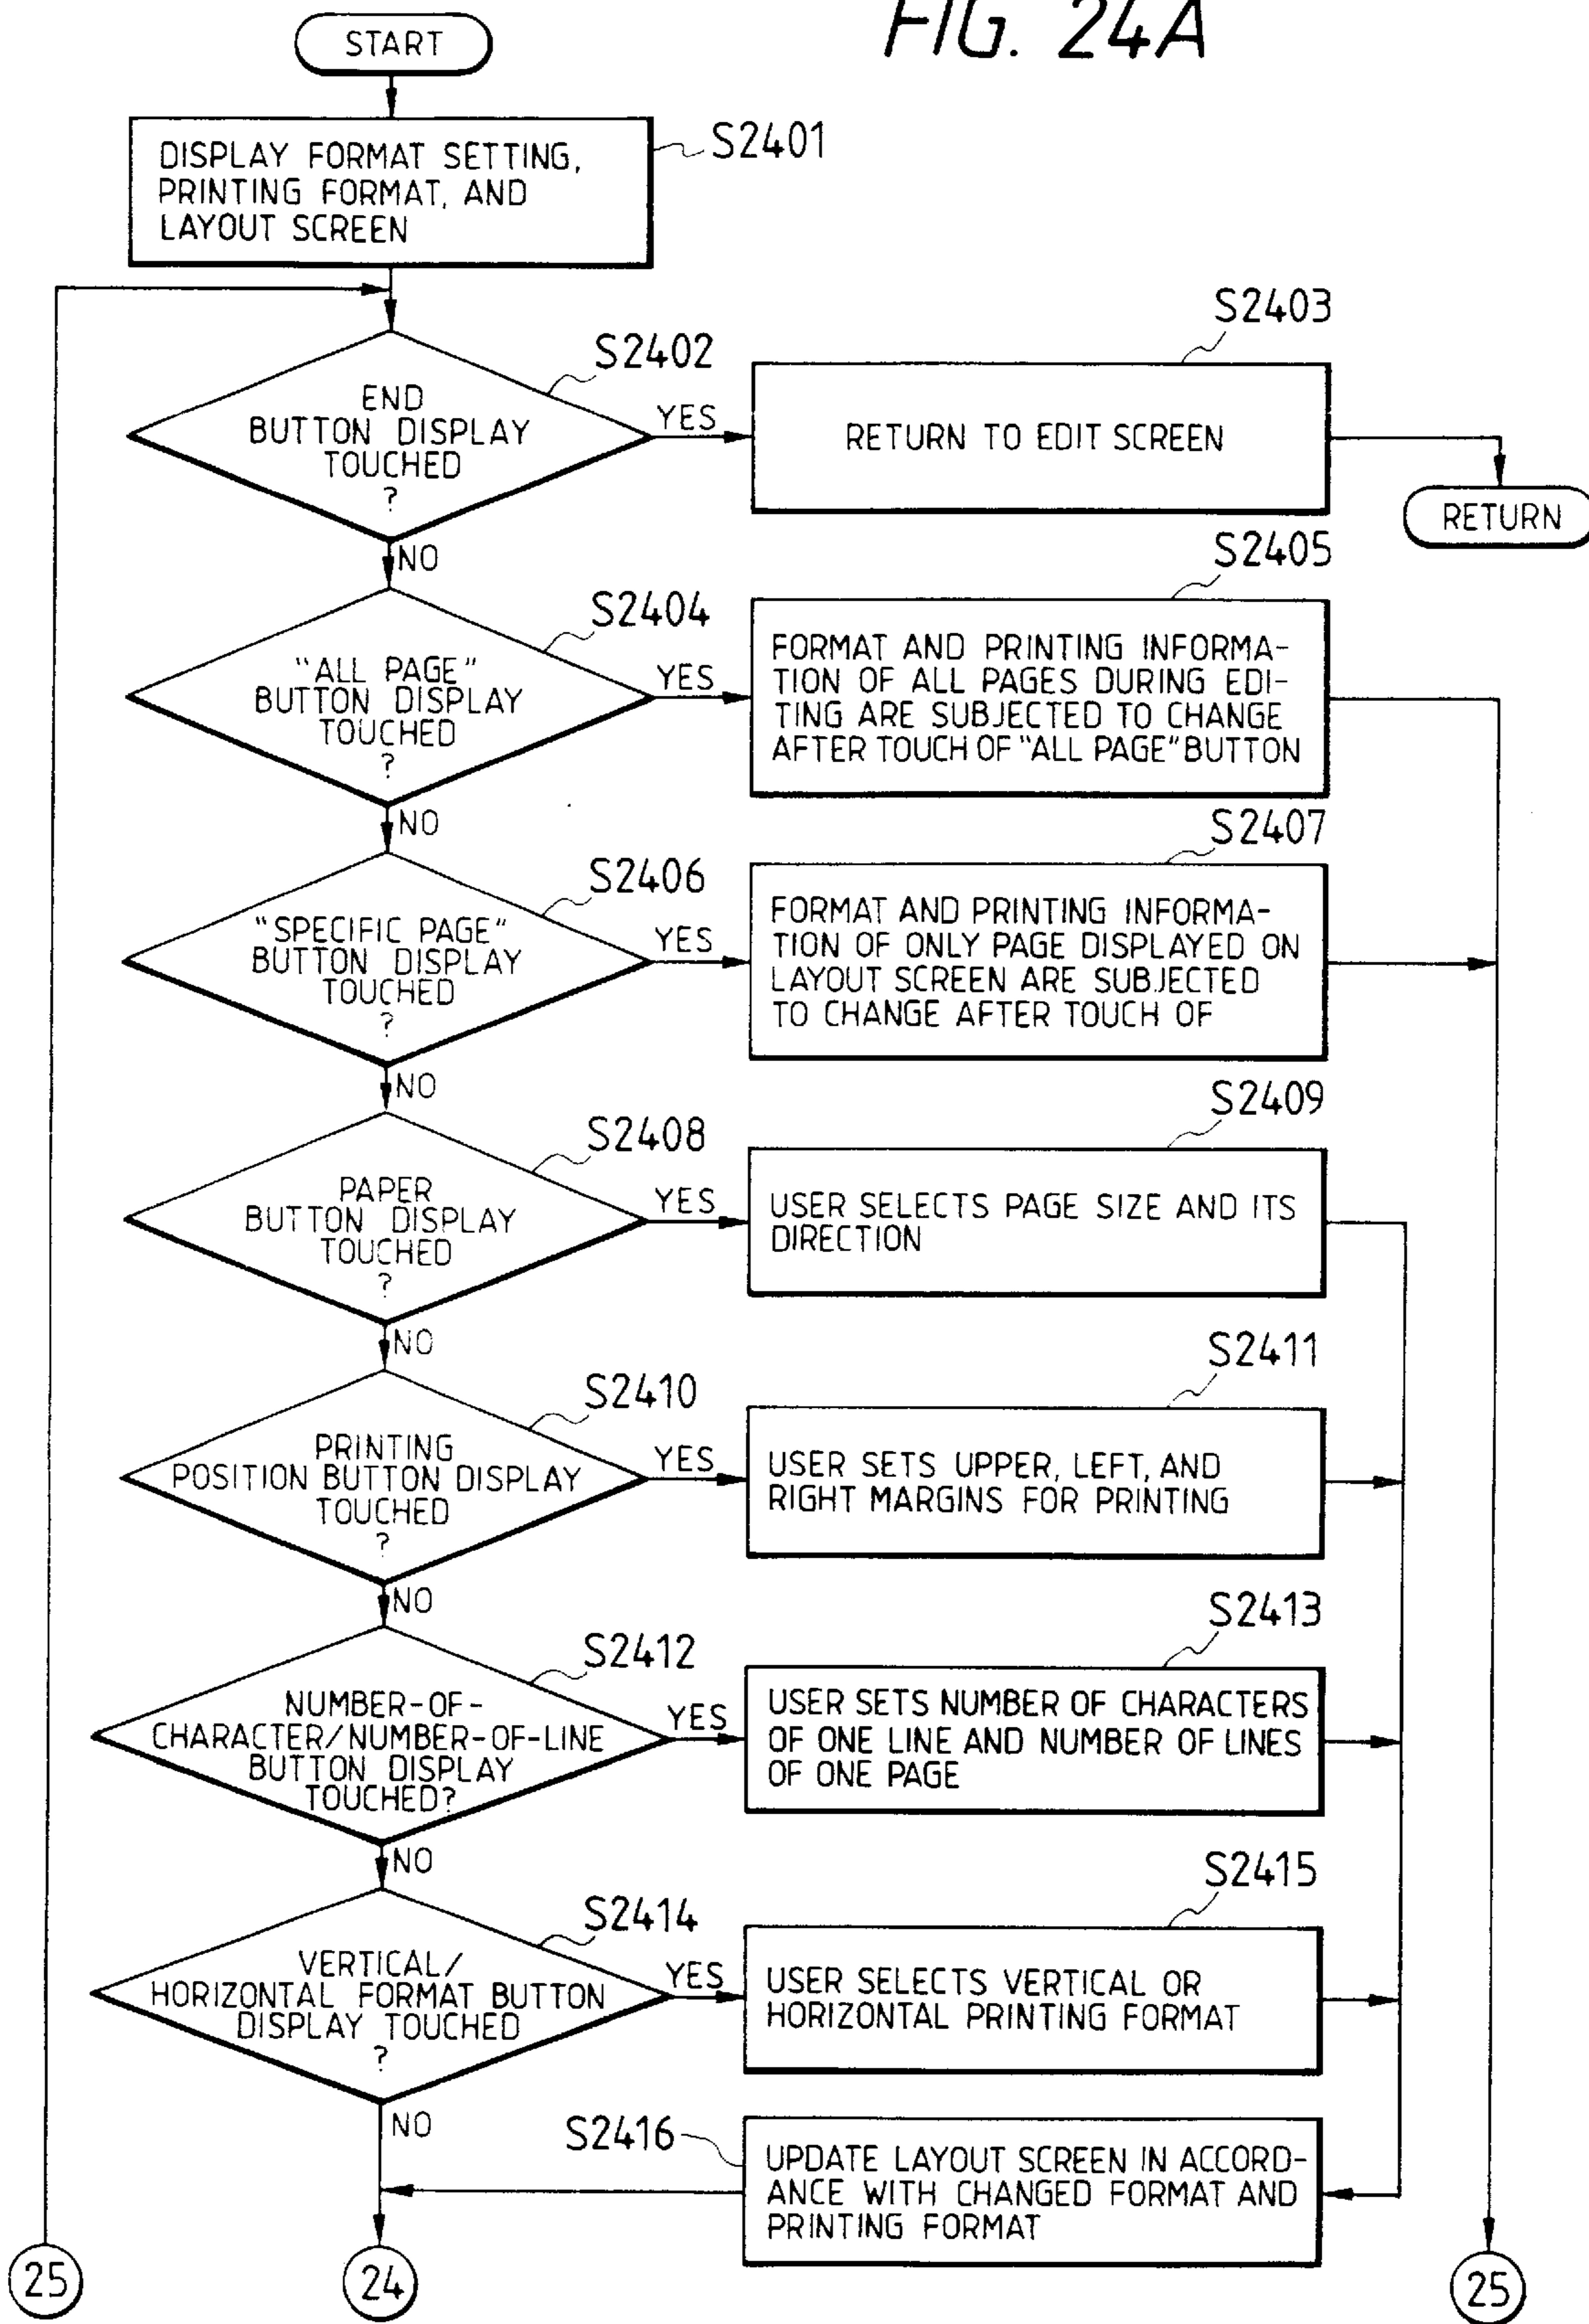 FIG. 24A
START
S2401
DISPLAY FORMAT SETTING,
PRINTING FORMAT, AND
LAYOUT SCREEN
S2402
END
BUTTON DISPLAY
TOUCHED
?
YES
NO
S2403
RETURN TO EDIT SCREEN
RETURN
S2404
"ALL PAGE"
BUTTON DISPLAY
TOUCHED
?
YES
NO
S2405
FORMAT AND PRINTING INFORMA-
TION OF ALL PAGES DURING EDI-
TING ARE SUBJECTED TO CHANGE
AFTER TOUCH OF "ALL PAGE" BUTTON
S2406
"SPECIFIC PAGE"
BUTTON DISPLAY
TOUCHED
?
YES
NO
S2407
FORMAT AND PRINTING INFORMA-
TION OF ONLY PAGE DISPLAYED ON
LAYOUT SCREEN ARE SUBJECTED
TO CHANGE AFTER TOUCH OF
S2408
PAPER
BUTTON DISPLAY
TOUCHED
?
YES
NO
S2409
USER SELECTS PAGE SIZE AND ITS
DIRECTION
S2410
PRINTING
POSITION BUTTON DISPLAY
TOUCHED
?
YES
NO
S2411
USER SETS UPPER, LEFT, AND
RIGHT MARGINS FOR PRINTING
S2412
NUMBER-OF-
CHARACTER/NUMBER-OF-LINE
BUTTON DISPLAY
TOUCHED?
YES
NO
S2413
USER SETS NUMBER OF CHARACTERS
OF ONE LINE AND NUMBER OF LINES
OF ONE PAGE
S2414
VERTICAL/
HORIZONTAL FORMAT BUTTON
DISPLAY TOUCHED
?
YES
NO
S2415
USER SELECTS VERTICAL OR
HORIZONTAL PRINTING FORMAT
S2416
UPDATE LAYOUT SCREEN IN ACCORD-
ANCE WITH CHANGED FORMAT AND
PRINTING FORMAT
25
24
25